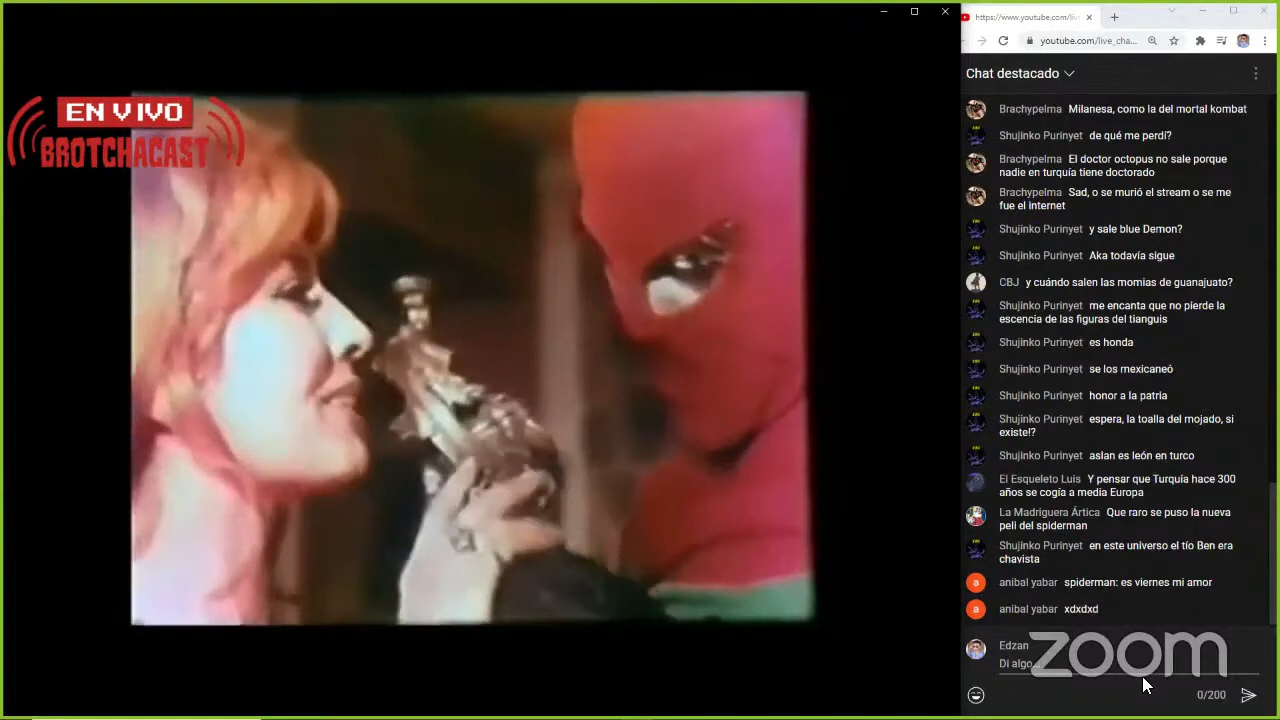 EN VIVO
BROTCHACAST
https://www.youtube.com/liv
youtube.com/live_cha...
Chat destacado
Brachypelma Milanesa, como la del mortal kombat
Shujinko Purinyet de qué me perdí?
Brachypelma El doctor octopus no sale porque
nadie en turquía tiene doctorado
Brachypelma Sad, o se murió el stream o se me
fue el internet
Shujinko Purinyet y sale blue Demon?
Shujinko Purinyet Aka todavía sigue
CBJ y cuándo salen las momias de guanajuato?
Shujinko Purinyet me encanta que no pierde la
escencia de las figuras del tianguis
Shujinko Purinyet es honda
Shujinko Purinyet se los mexicaneó
Shujinko Purinyet honor a la patria
Shujinko Purinyet espera, la toalla del mojado, si
existe!?
Shujinko Purinyet aslan es león en turco
El Esqueleto Luis Y pensar que Turquía hace 300
años se cogía a media Europa
La Madriguera Ártica Que raro se puso la nueva
peli del spiderman
Shujinko Purinyet en este universo el tío Ben era
chavista
a anibal yabar spiderman: es viernes mi amor
a anibal yabar xdxdxd
Edzan
Di algo...
zoom
0/200